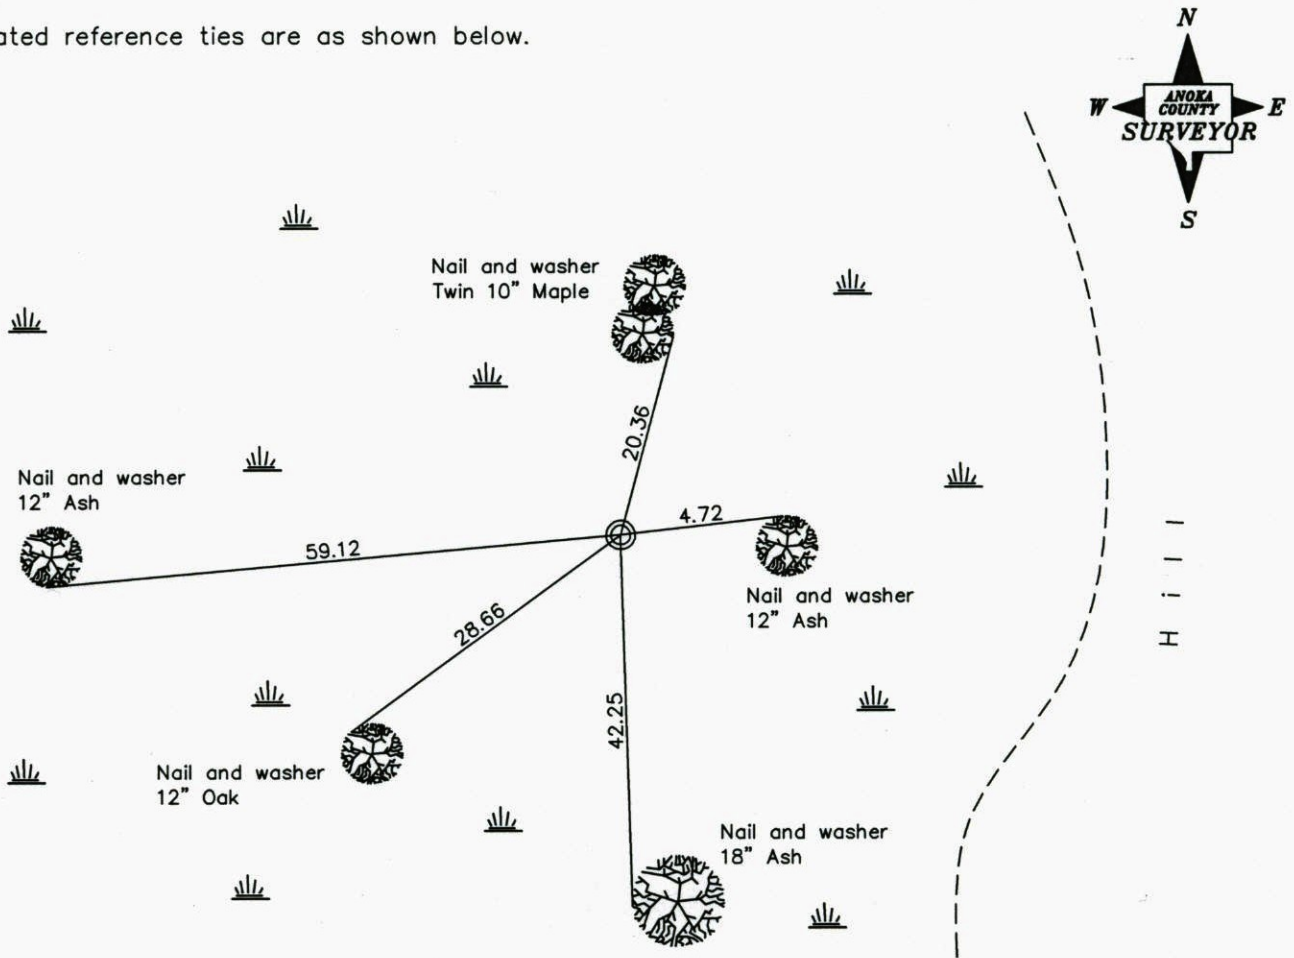 ated reference ties are as shown below.
N
W
ANOKA
COUNTY
SURVEYOR
E
S
Nail and washer
Twin 10" Maple
20.36
Nail and washer
12" Ash
59.12
4.72
Nail and washer
12" Ash
28.66
42.25
Hill
Nail and washer
12" Oak
Nail and washer
18" Ash